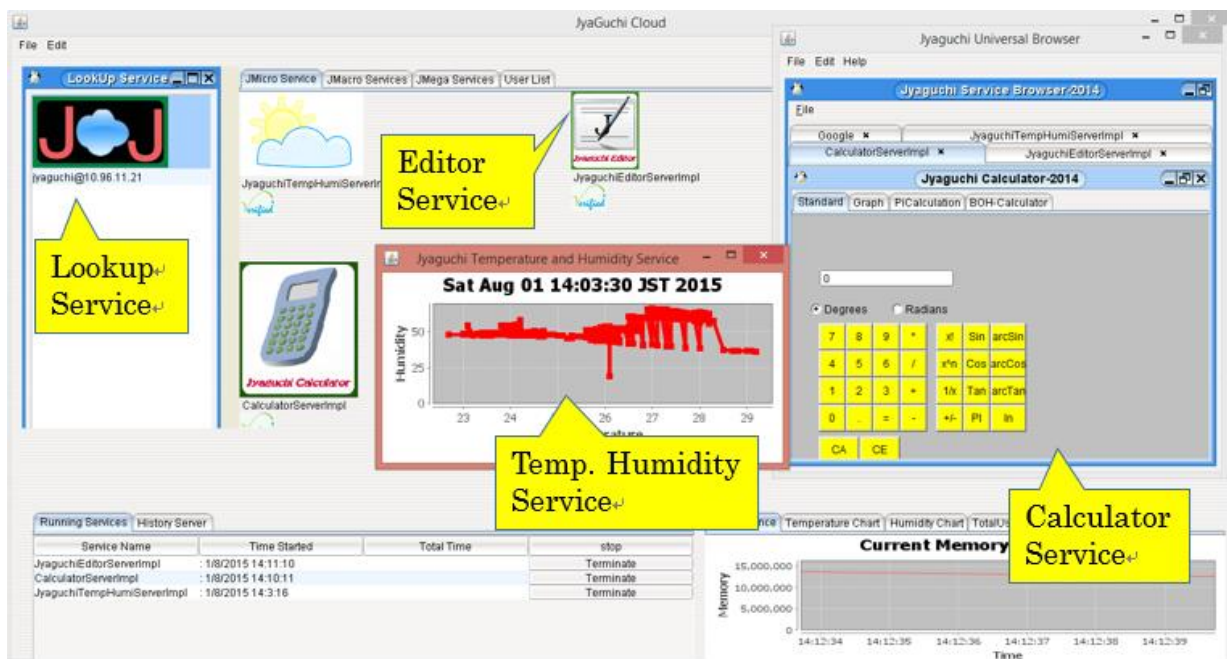 JyaGuchi Cloud
File Edit
LookUp Service
jyaguchi@10.96.11.21
Lookup
Service
JMicro Service JMacro Services JMega Services User List
JyaguchiTempHumiServerI
Verified
Editor
Service
Jyaguchi Editor
JyaguchiEditorServerImpl
Verified
Jyaguchi Calculator
CalculatorServerImpl
Jyaguchi Temperature and Humidity Service
Sat Aug 01 14:03:30 JST 2015
Humidity
50
25
0
23 24 26 27 28 29
Temp. Humidity
Service
Jyaguchi Universal Browser
File Edit Help
Jyaguchi Service Browser-2014
File
Google JyaguchiTempHumiServerImpl
CalculatorServerImpl JyaguchiEditorServerImpl
Jyaguchi Calculator-2014
Standard Graph PICalculation BOH-Calculator
0
Degrees Radians
7 8 9 * x! Sin arcSin
4 5 6 / x^n Cos arcCos
1 2 3 + 1/x Tan arcTan
0 . = - +/- PI ln
CA CE
Calculator
Service
Running Services History Server
Service Name Time Started Total Time stop
JyaguchiEditorServerImpl : 1/8/2015 14:11:10 Terminate
CalculatorServerImpl : 1/8/2015 14:10:11 Terminate
JyaguchiTempHumiServerImpl : 1/8/2015 14:3:16 Terminate
Temperature Chart Humidity Chart TotalUs
Current Memory
Memory
15,000,000
10,000,000
5,000,000
0
14:12:34 14:12:35 14:12:36 14:12:37 14:12:38 14:12:39
Time